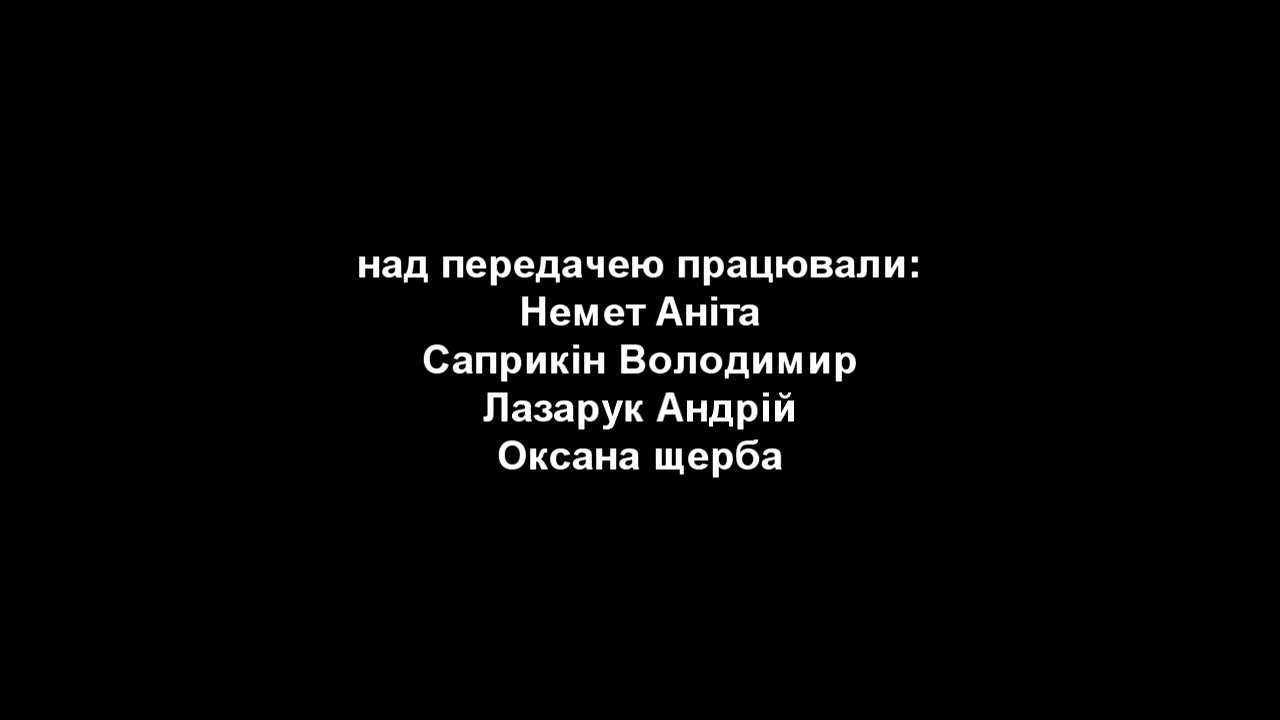 над передачею працювали:
Немет Аніта
Саприкін Володимир
Лазарук Андрій
Оксана щерба